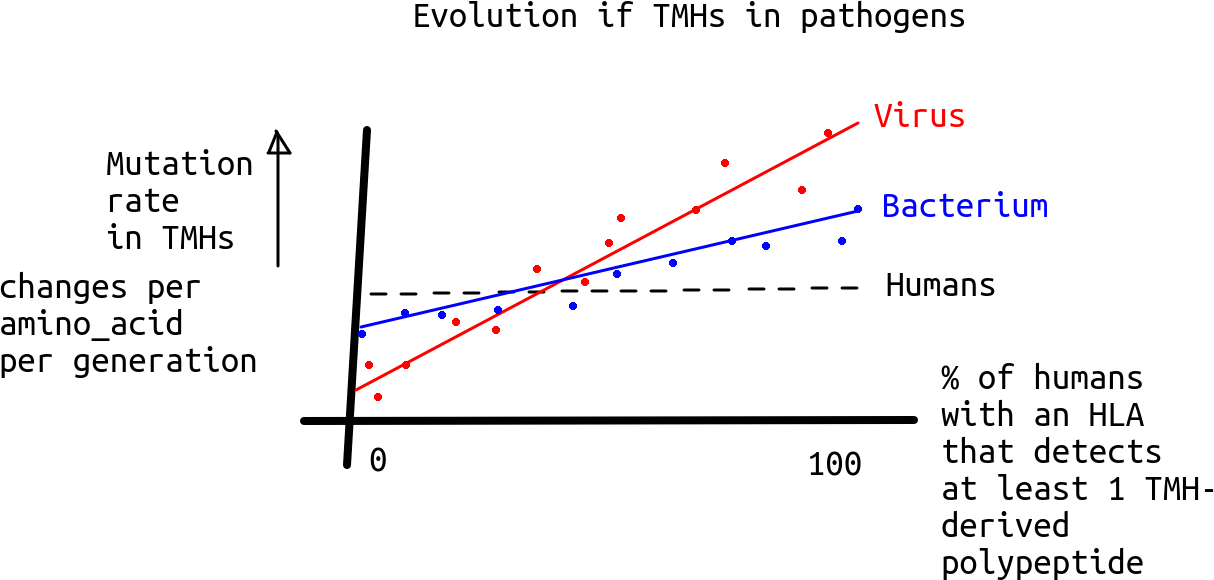 Evolution if TMHs in pathogens
Virus
Mutation
rate
in TMHs
Bacterium
changes per
amino_acid
per generation
Humans
% of humans
with an HLA
that detects
at least 1 TMH-
derived
polypeptide
0
100